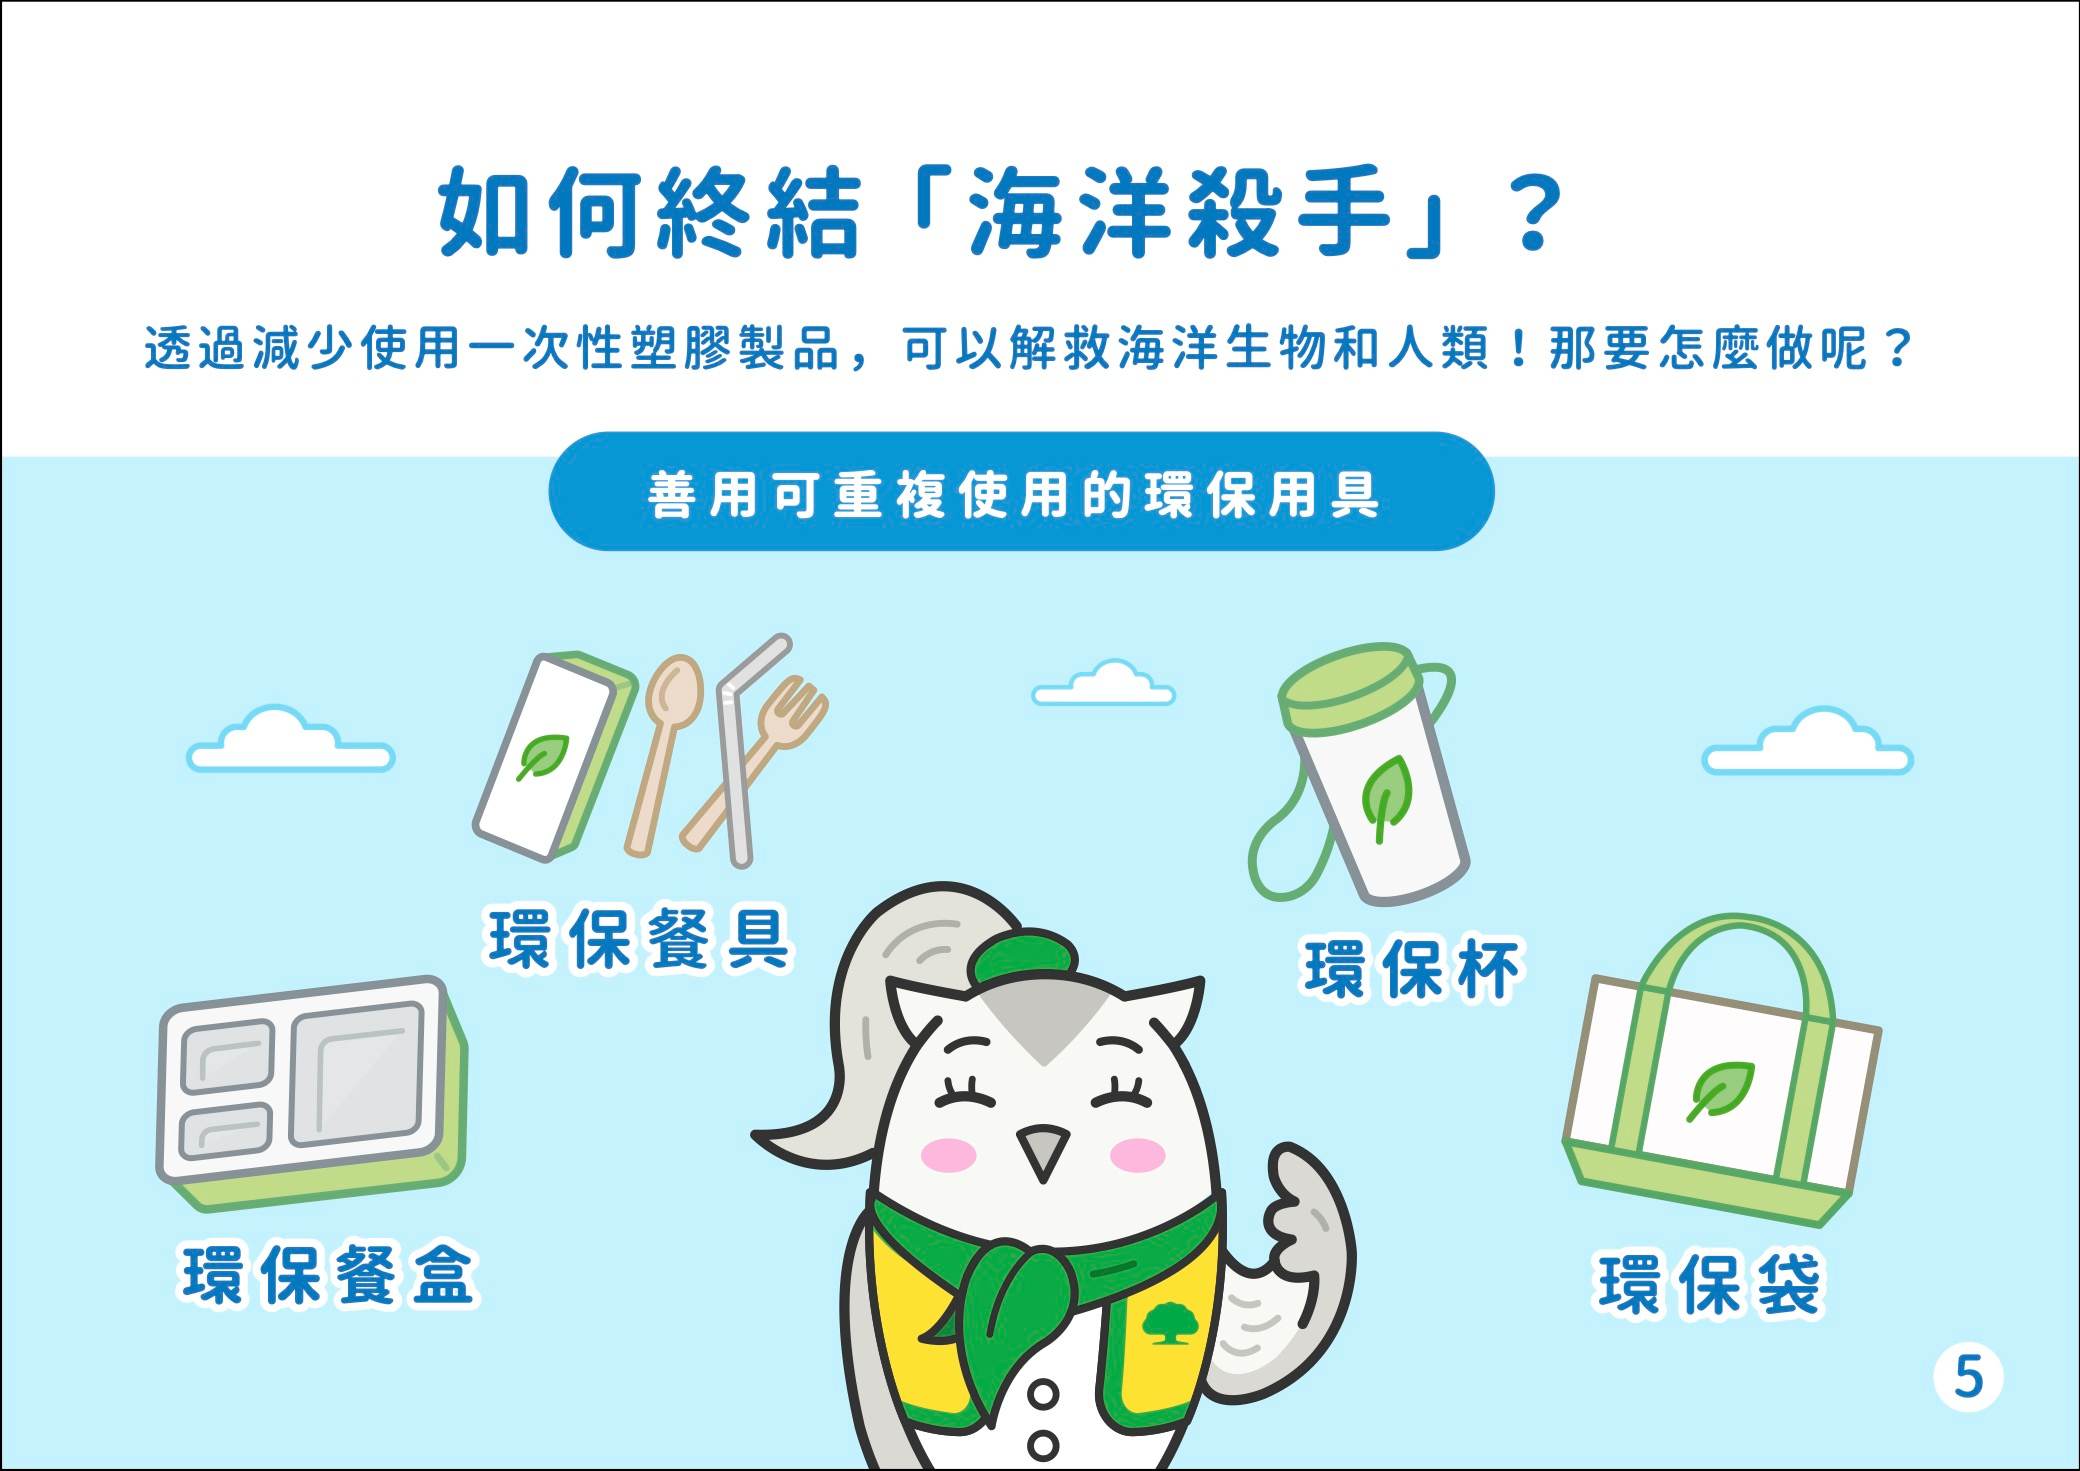 如何終結「海洋殺手」？
透過減少使用一次性塑膠製品，可以解救海洋生物和人類！那要怎麼做呢？
善用可重複使用的環保用具
環保餐具
環保杯
環保餐盒
環保袋
5